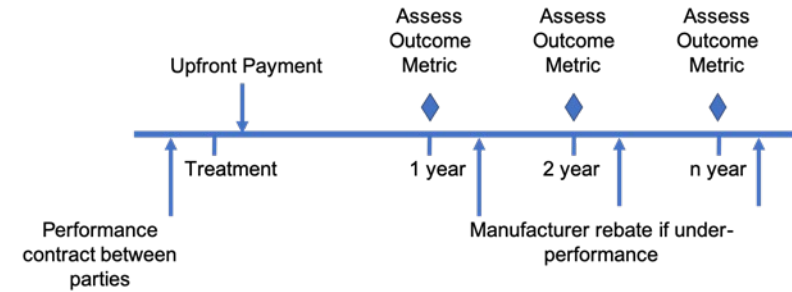 Assess
Outcome
Metric
Assess
Outcome
Metric
Assess
Outcome
Metric
Upfront Payment
Treatment
1 year
2 year
n year
Performance
contract between
parties
Manufacturer rebate if under-
performance